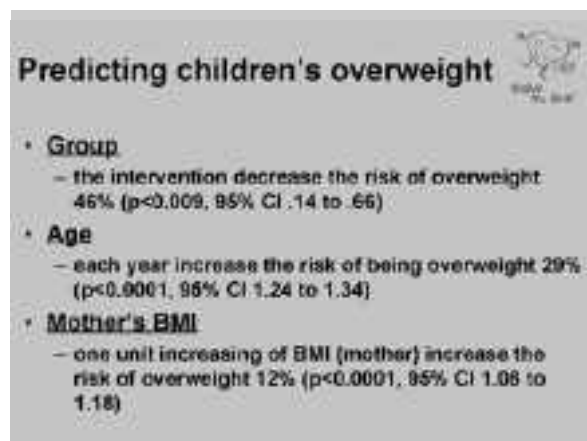 Predicting children's overweight
• Group
– the intervention decrease the risk of overweight
46% (p<0.009, 95% CI .14 to .66)
• Age
– each year increase the risk of being overweight 29%
(p<0.0001, 95% CI 1.24 to 1.34)
• Mother's BMI
– one unit increasing of BMI (mother) increase the
risk of overweight 12% (p<0.0001, 95% CI 1.06 to
1.18)